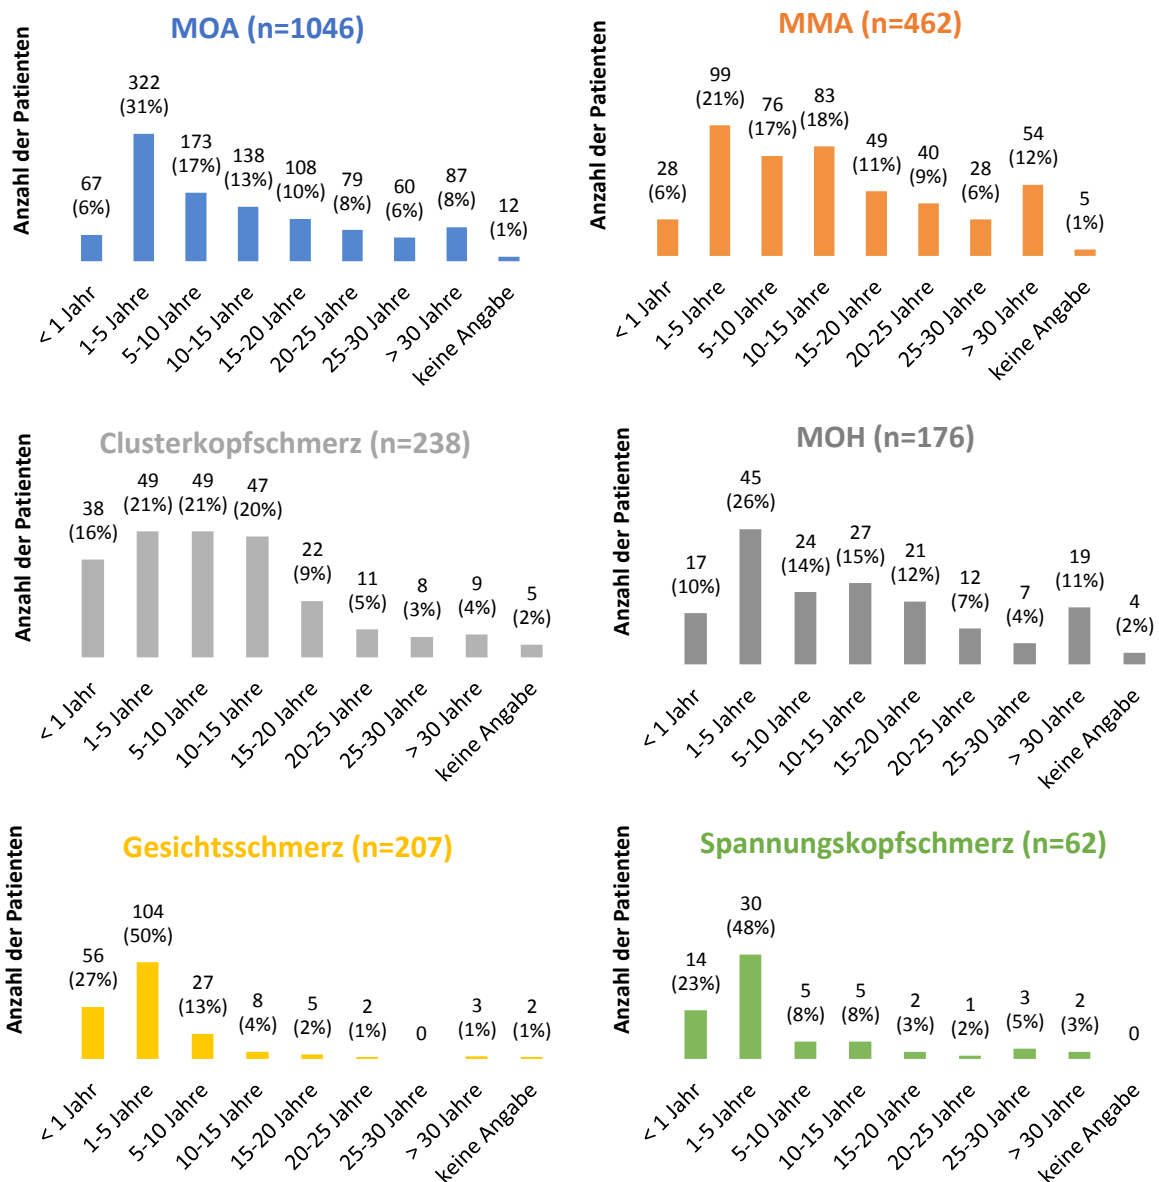 MOA (n=1046)
Anzahl der Patienten
67
(6%)
322
(31%)
173
(17%)
138
(13%)
108
(10%)
79
(8%)
60
(6%)
87
(8%)
12
(1%)
< 1 Jahr
1-5 Jahre
5-10 Jahre
10-15 Jahre
15-20 Jahre
20-25 Jahre
25-30 Jahre
> 30 Jahre
keine Angabe
MMA (n=462)
Anzahl der Patienten
28
(6%)
99
(21%)
76
(17%)
83
(18%)
49
(11%)
40
(9%)
28
(6%)
54
(12%)
5
(1%)
< 1 Jahr
1-5 Jahre
5-10 Jahre
10-15 Jahre
15-20 Jahre
20-25 Jahre
25-30 Jahre
> 30 Jahre
keine Angabe
Clusterkopfschmerz (n=238)
Anzahl der Patienten
38
(16%)
49
(21%)
49
(21%)
47
(20%)
22
(9%)
11
(5%)
8
(3%)
9
(4%)
5
(2%)
< 1 Jahr
1-5 Jahre
5-10 Jahre
10-15 Jahre
15-20 Jahre
20-25 Jahre
25-30 Jahre
> 30 Jahre
keine Angabe
MOH (n=176)
Anzahl der Patienten
17
(10%)
45
(26%)
24
(14%)
27
(15%)
21
(12%)
12
(7%)
7
(4%)
19
(11%)
4
(2%)
< 1 Jahr
1-5 Jahre
5-10 Jahre
10-15 Jahre
15-20 Jahre
20-25 Jahre
25-30 Jahre
> 30 Jahre
keine Angabe
Gesichtsschmerz (n=207)
Anzahl der Patienten
56
(27%)
104
(50%)
27
(13%)
8
(4%)
5
(2%)
2
(1%)
0
3
(1%)
2
(1%)
< 1 Jahr
1-5 Jahre
5-10 Jahre
10-15 Jahre
15-20 Jahre
20-25 Jahre
25-30 Jahre
> 30 Jahre
keine Angabe
Spannungskopfschmerz (n=62)
Anzahl der Patienten
14
(23%)
30
(48%)
5
(8%)
5
(8%)
2
(3%)
1
(2%)
3
(5%)
2
(3%)
0
< 1 Jahr
1-5 Jahre
5-10 Jahre
10-15 Jahre
15-20 Jahre
20-25 Jahre
25-30 Jahre
> 30 Jahre
keine Angabe